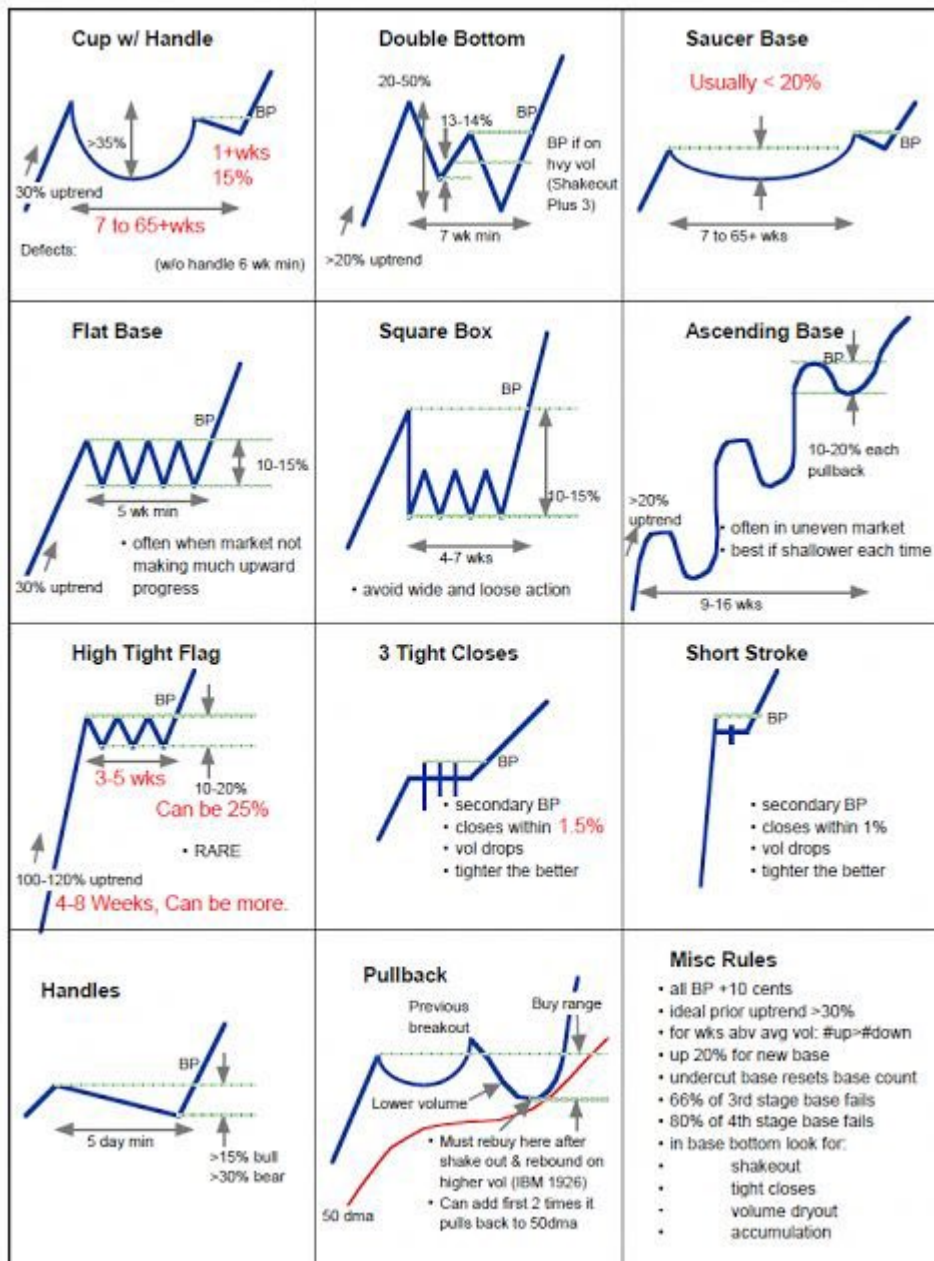 Cup w/ Handle
BP
>35%
1+wks
15%
30% uptrend
7 to 65+wks
Defects:
(w/o handle 6 wk min)
Double Bottom
20-50%
13-14%
BP
BP if on
hvy vol
(Shakeout
Plus 3)
7 wk min
>20% uptrend
Saucer Base
Usually < 20%
BP
7 to 65+ wks
Flat Base
BP
10-15%
5 wk min
• often when market not
making much upward
progress
30% uptrend
Square Box
BP
10-15%
4-7 wks
• avoid wide and loose action
Ascending Base
BP
10-20% each
pullback
>20%
uptrend
• often in uneven market
• best if shallower each time
9-16 wks
High Tight Flag
BP
3-5 wks
10-20%
Can be 25%
• RARE
100-120% uptrend
4-8 Weeks, Can be more.
3 Tight Closes
BP
• secondary BP
• closes within 1.5%
• vol drops
• tighter the better
Short Stroke
BP
• secondary BP
• closes within 1%
• vol drops
• tighter the better
Handles
BP
5 day min
>15% bull
>30% bear
Pullback
Previous
breakout
Buy range
Lower volume
• Must rebuy here after
shake out & rebound on
higher vol (IBM 1926)
• Can add first 2 times it
pulls back to 50dma
50 dma
Misc Rules
• all BP +10 cents
• ideal prior uptrend >30%
• for wks abv avg vol: #up>#down
• up 20% for new base
• undercut base resets base count
• 66% of 3rd stage base fails
• 80% of 4th stage base fails
• in base bottom look for:
• shakeout
• tight closes
• volume dryout
• accumulation